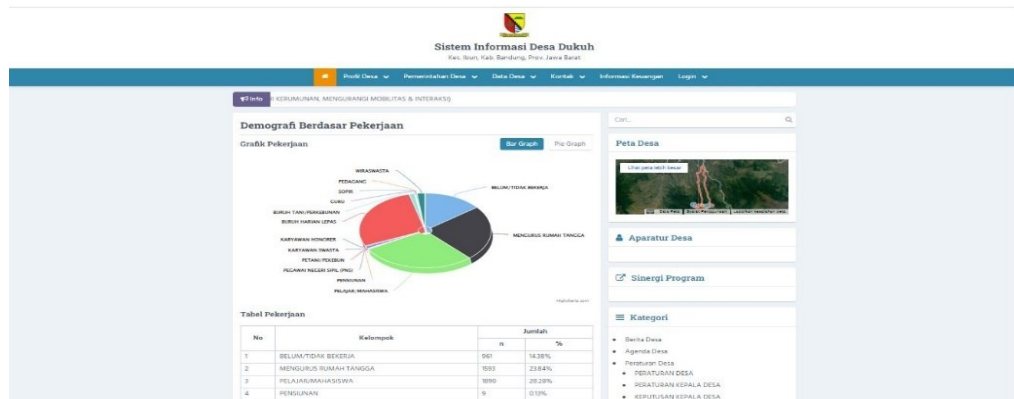 Sistem Informasi Desa Dukuh
Kec. Ibun, Kab. Bandung, Prov. Jawa Barat
Profil Desa Pemerintahan Desa Data Desa Kontak Informasi Keuangan Login
Info KERUMUNAN, MENGURANGI MOBILITAS & INTERAKSI)
Demografi Berdasar Pekerjaan
Grafik Pekerjaan
Bar Graph Pie Graph
WIRASWASTA
PEDAGANG
SOPIR
GURU
BURUH TANI/PERKEBUNAN
BURUH HARIAN LEPAS
KARYAWAN HONORER
KARYAWAN SWASTA
PETANI/PEKEBUN
PEGAWAI NEGERI SIPIL (PNS)
PENSIUNAN
PELAJAR/MAHASISWA
BELUM/TIDAK BEKERJA
MENGURUS RUMAH TANGGA
Tabel Pekerjaan
No Kelompok Jumlah
n %
1 BELUM/TIDAK BEKERJA 961 14.38%
2 MENGURUS RUMAH TANGGA 1593 23.84%
3 PELAJAR/MAHASISWA 1890 28.28%
4 PENSIUNAN 9 0.13%
Cari...
Peta Desa
Lihat peta lebih besar
Aparatur Desa
Sinergi Program
Kategori
Berita Desa
Agenda Desa
Peraturan Desa
PERATURAN DESA
PERATURAN KEPALA DESA
KEPUTUSAN KEPALA DESA